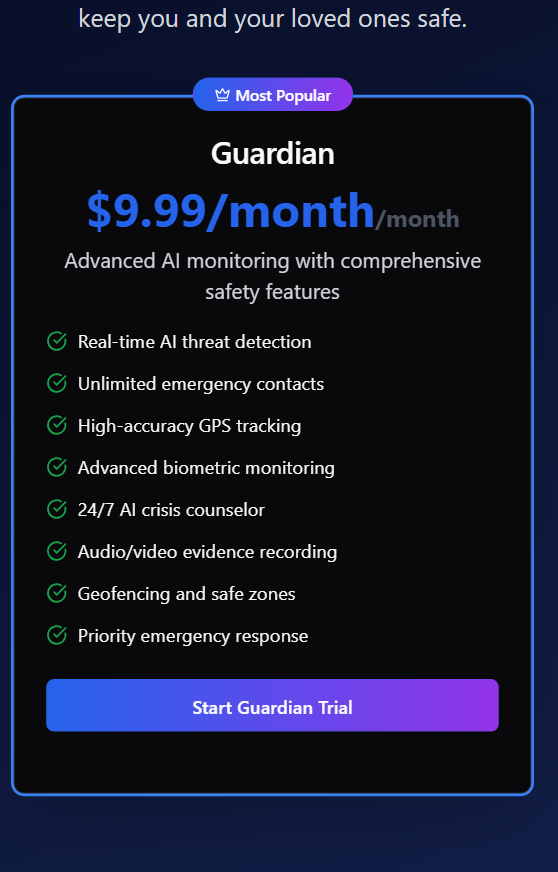 keep you and your loved ones safe.
Most Popular
Guardian
$9.99/month/month
Advanced AI monitoring with comprehensive
safety features
Real-time AI threat detection
Unlimited emergency contacts
High-accuracy GPS tracking
Advanced biometric monitoring
24/7 AI crisis counselor
Audio/video evidence recording
Geofencing and safe zones
Priority emergency response
Start Guardian Trial